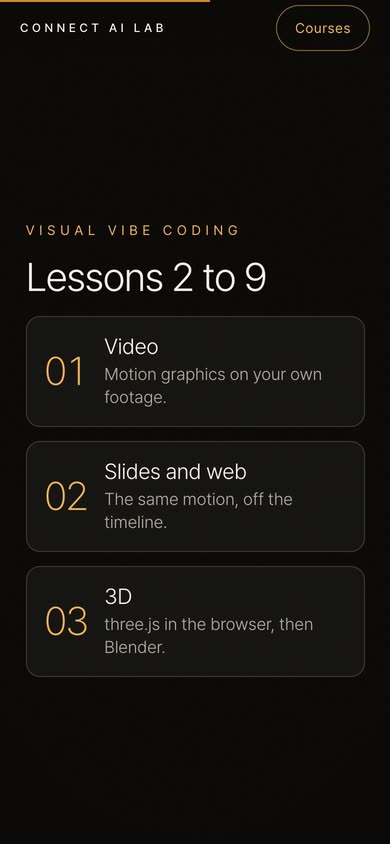 CONNECT AI LAB
Courses
VISUAL VIBE CODING
Lessons 2 to 9
01
Video
Motion graphics on your own
footage.
02
Slides and web
The same motion, off the
timeline.
03
3D
three.js in the browser, then
Blender.